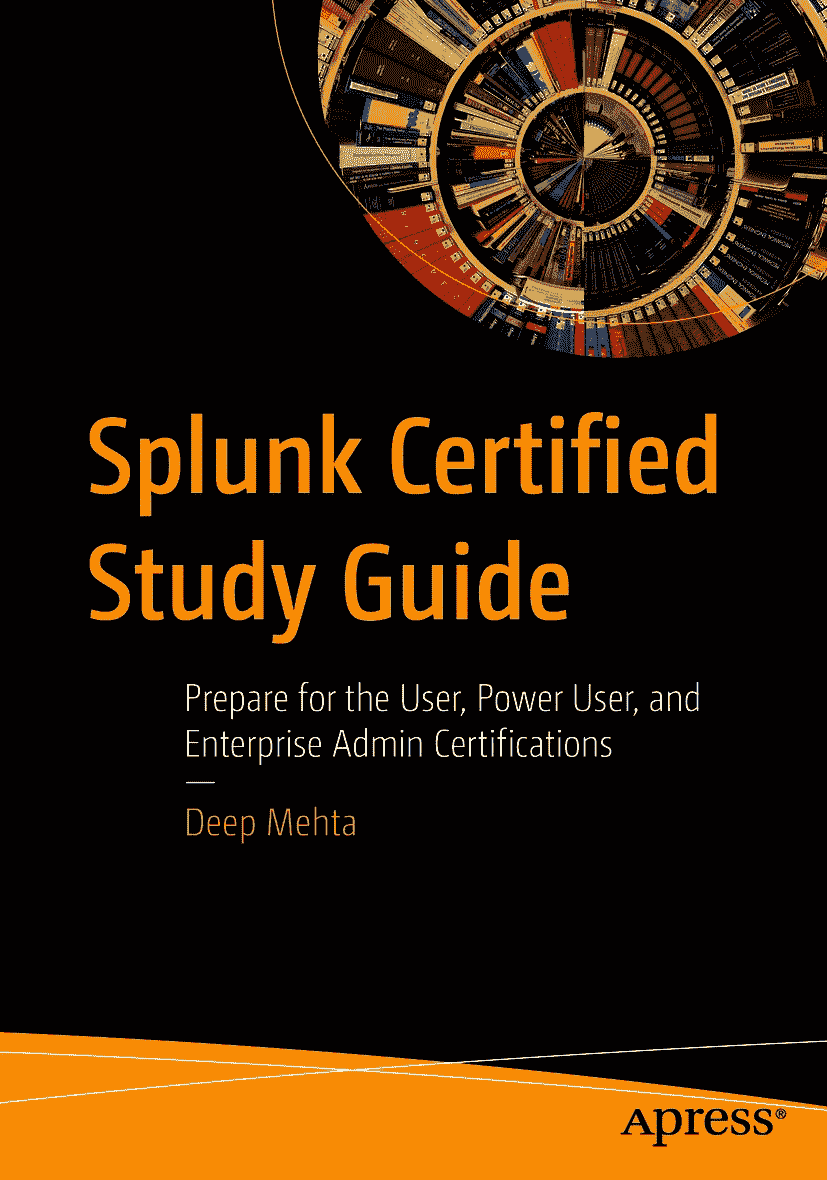 Splunk Certified
Study Guide
Prepare for the User, Power User, and
Enterprise Admin Certifications
Deep Mehta
Apress®